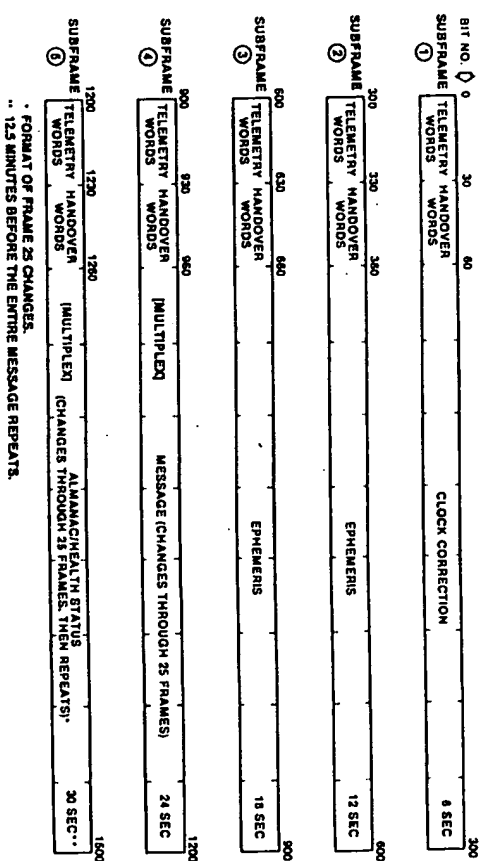 BIT NO. 0 30 60 300
SUBFRAME 1 TELEMETRY WORDS HANDOVER WORDS CLOCK CORRECTION 6 SEC
300 330 360 600
SUBFRAME 2 TELEMETRY WORDS HANDOVER WORDS EPHEMERIS 12 SEC
600 630 660 900
SUBFRAME 3 TELEMETRY WORDS HANDOVER WORDS EPHEMERIS 18 SEC
900 930 960 1200
SUBFRAME 4 TELEMETRY WORDS HANDOVER WORDS [MULTIPLEX] MESSAGE (CHANGES THROUGH 25 FRAMES) 24 SEC
1200 1230 1260 1500
SUBFRAME 5 TELEMETRY WORDS HANDOVER WORDS [MULTIPLEX] ALMANAC/HEALTH STATUS (CHANGES THROUGH 25 FRAMES, THEN REPEATS)* 30 SEC**
* FORMAT OF FRAME 25 CHANGES.
** 12.5 MINUTES BEFORE THE ENTIRE MESSAGE REPEATS.